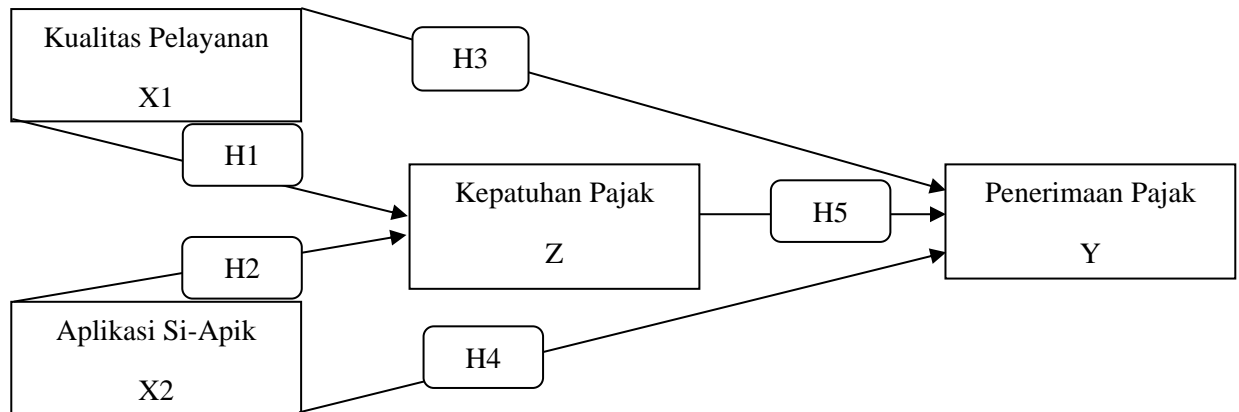 Kualitas Pelayanan
X1
H3
H1
Kepatuhan Pajak
Z
H5
Penerimaan Pajak
Y
H2
Aplikasi Si-Apik
X2
H4